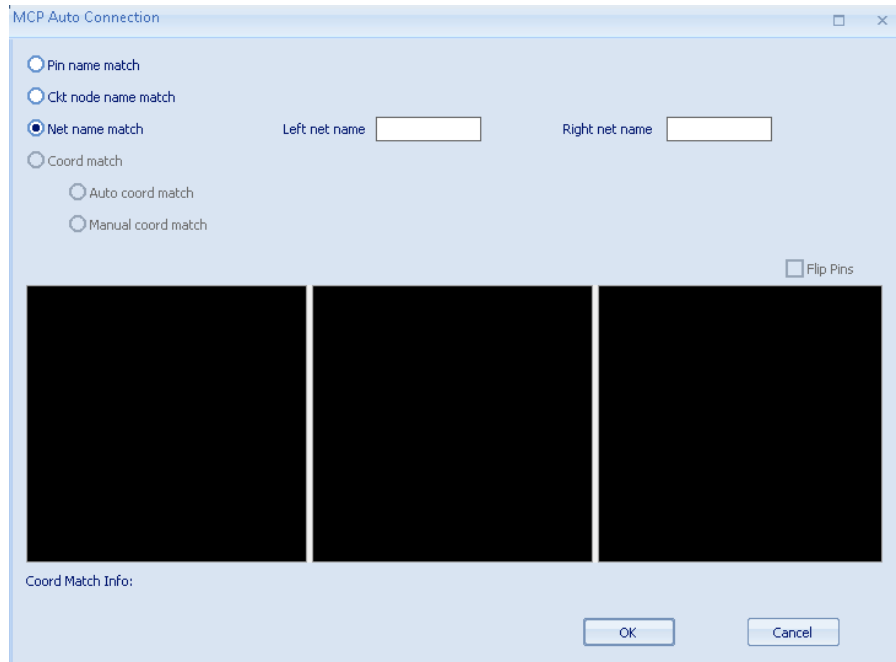 MCP Auto Connection
Pin name match
Ckt node name match
Net name match Left net name Right net name
Coord match
Auto coord match
Manual coord match
Flip Pins
Coord Match Info:
OK Cancel